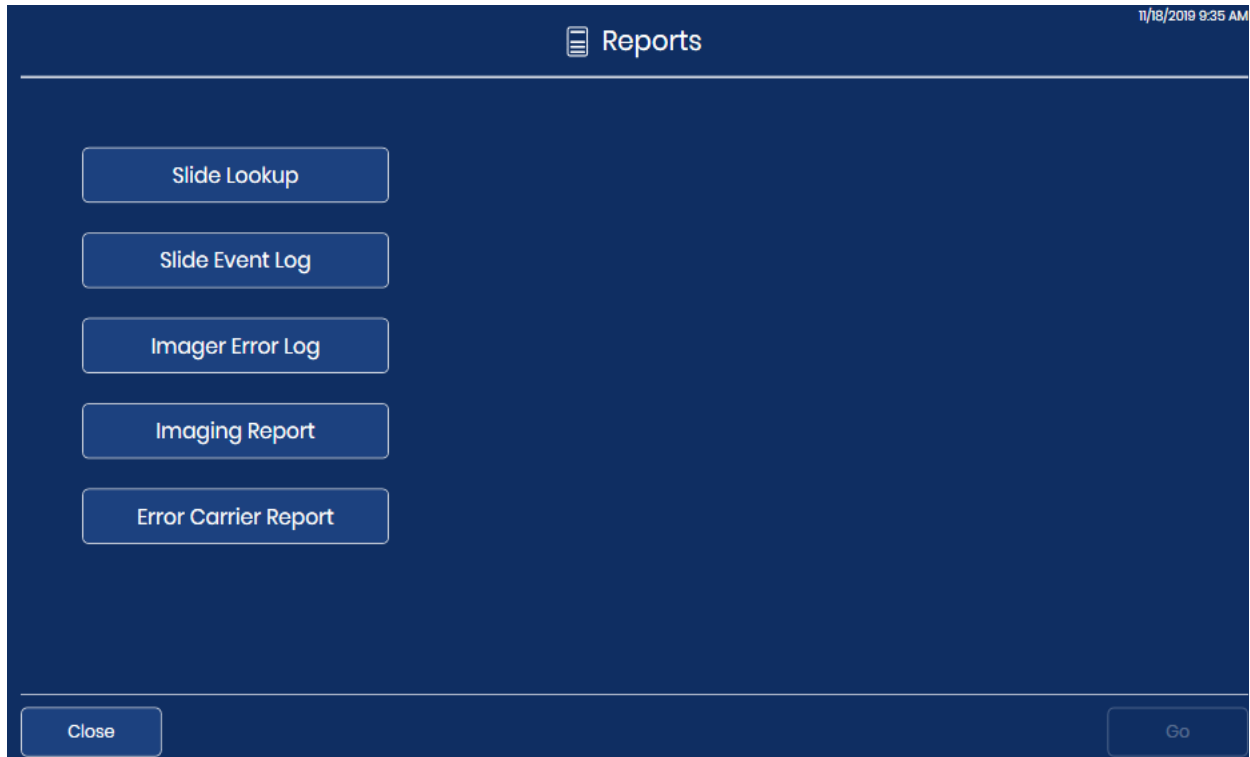 11/18/2019 9:35 AM
Reports
Slide Lookup
Slide Event Log
Imager Error Log
Imaging Report
Error Carrier Report
Close
Go